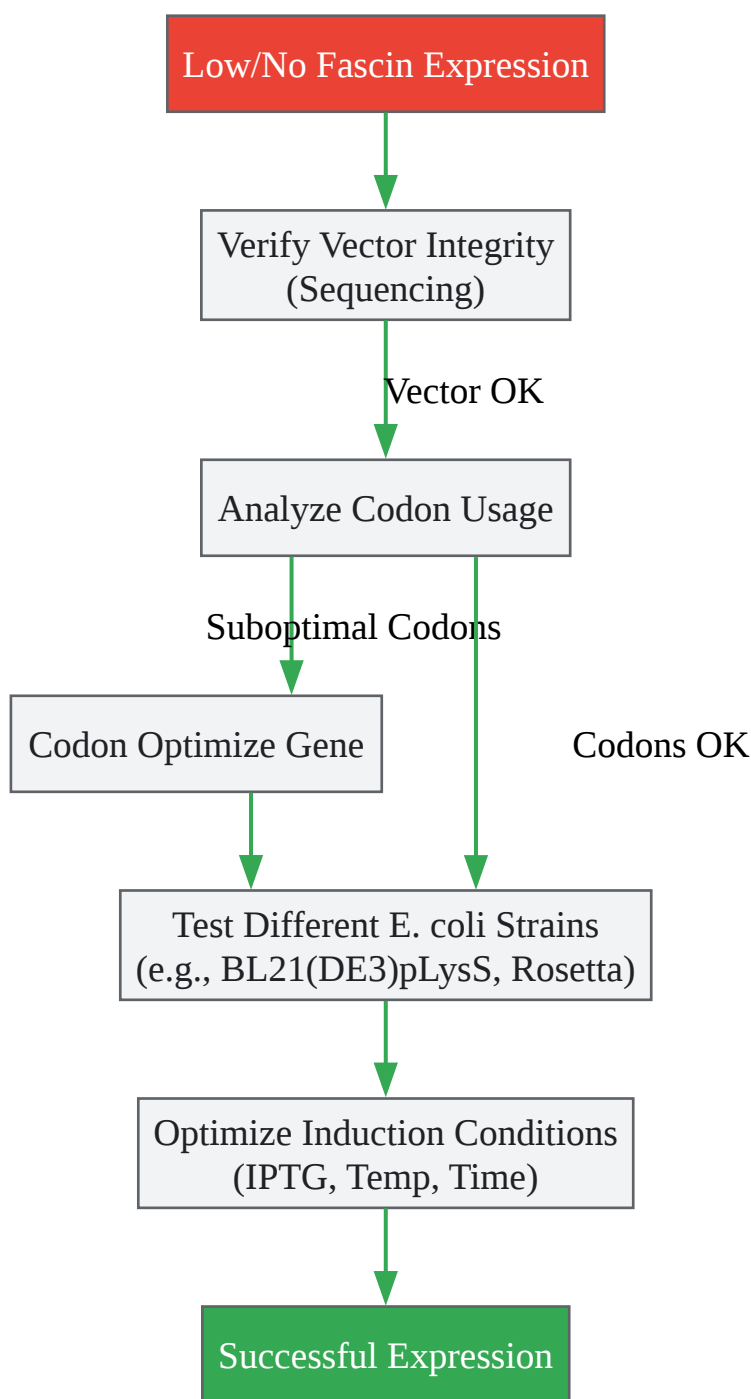 Low/No Fascin Expression
Verify Vector Integrity
(Sequencing)
Vector OK
Analyze Codon Usage
Suboptimal Codons
Codon Optimize Gene
Codons OK
Test Different E. coli Strains
(e.g., BL21(DE3)pLysS, Rosetta)
Optimize Induction Conditions
(IPTG, Temp, Time)
Successful Expression